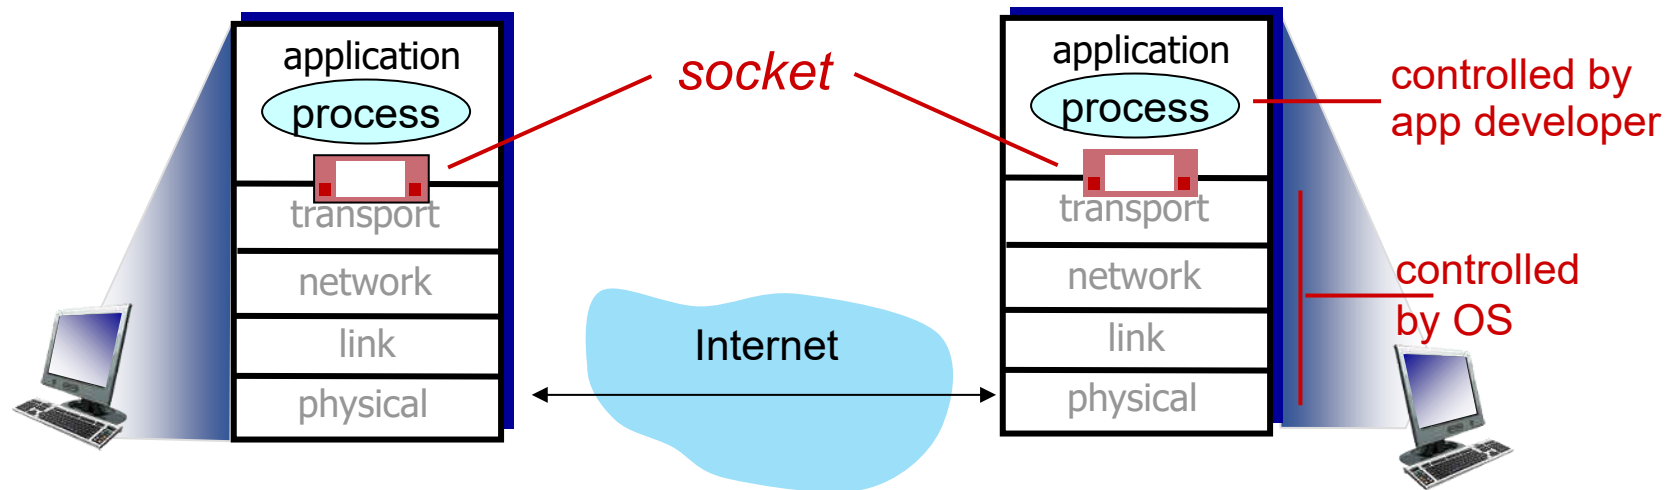 application
process
transport
network
link
physical
socket
Internet
application
process
transport
network
link
physical
controlled by
app developer
controlled
by OS